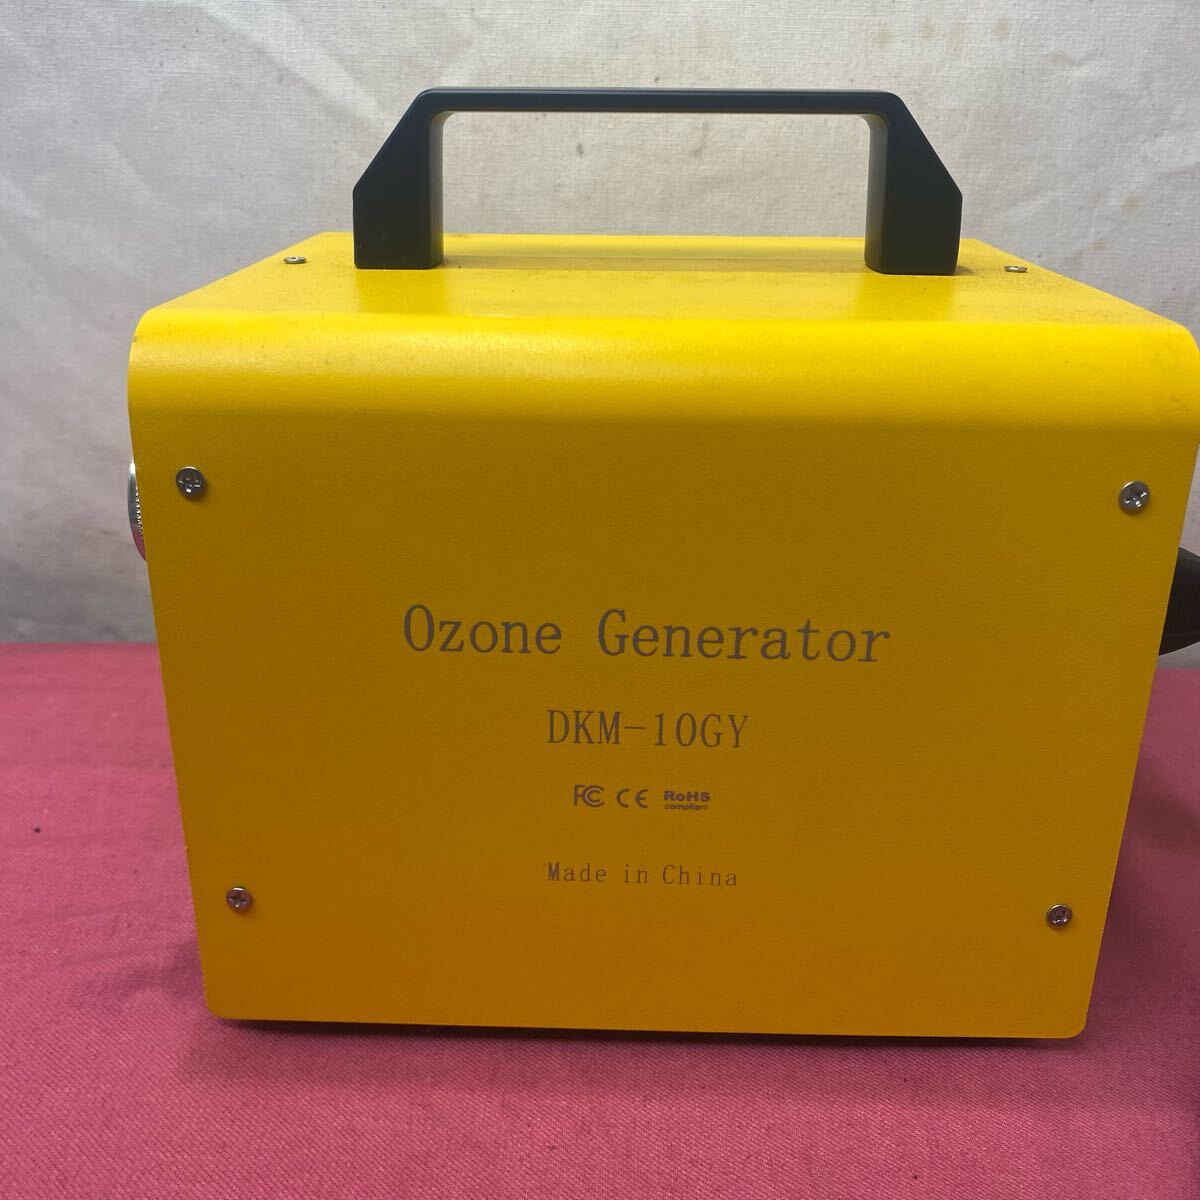 Ozone Generator
DKM-10GY
FC CE RoHS
compliant
Made in China